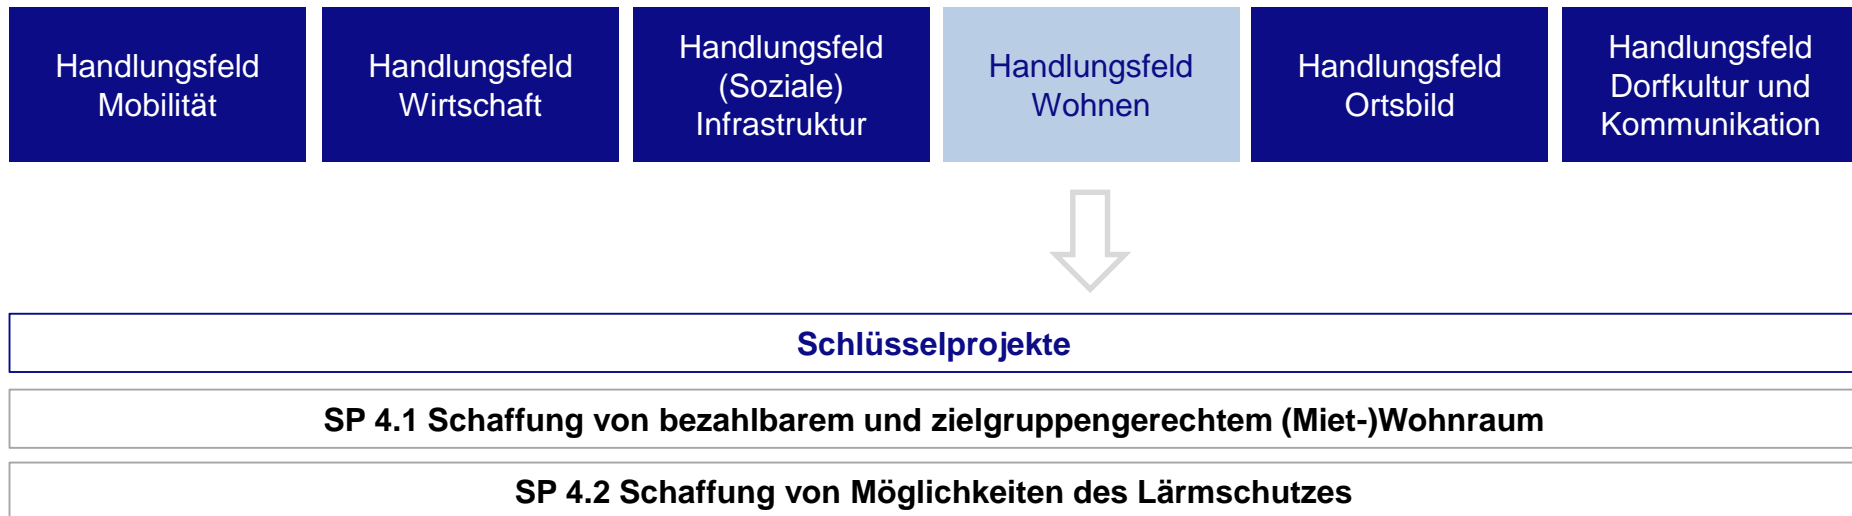 Handlungsfeld
Mobilität
Handlungsfeld
Wirtschaft
Handlungsfeld
(Soziale)
Infrastruktur
Handlungsfeld
Wohnen
Handlungsfeld
Ortsbild
Handlungsfeld
Dorfkultur und
Kommunikation
Schlüsselprojekte
SP 4.1 Schaffung von bezahlbarem und zielgruppengerechtem (Miet-)Wohnraum
SP 4.2 Schaffung von Möglichkeiten des Lärmschutzes